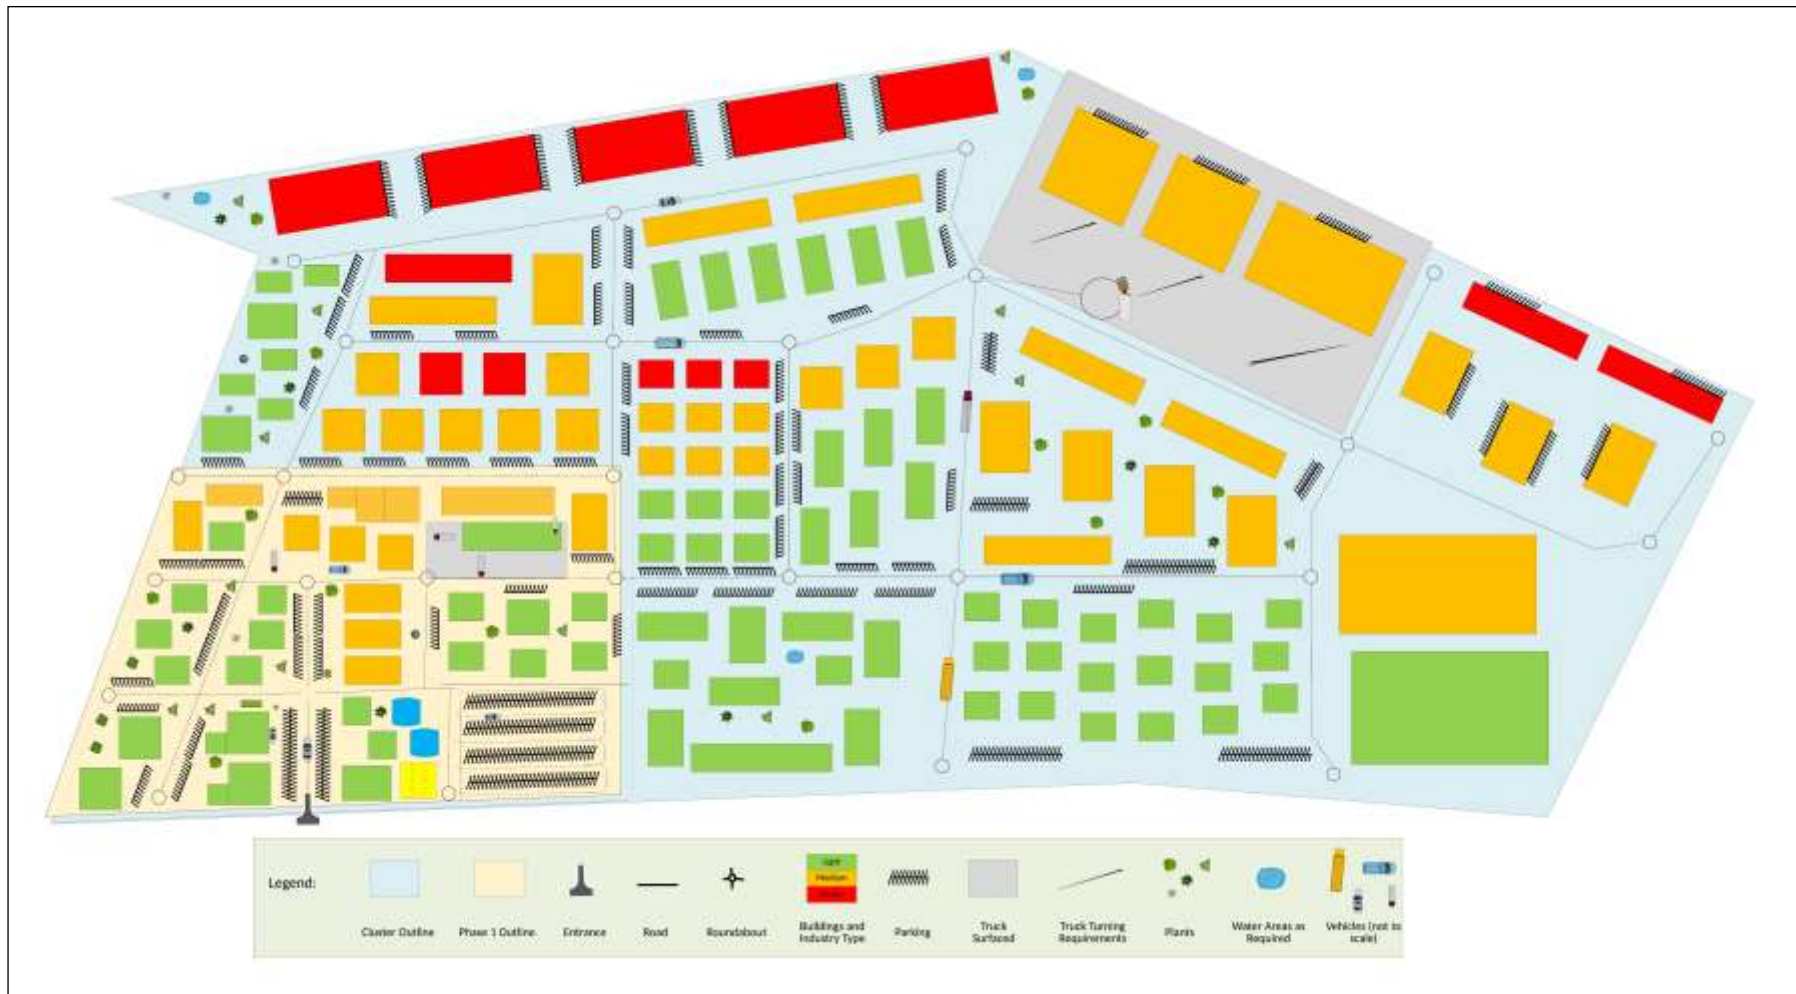 Legend:
Light
Medium
Cluster Outline
Phase 1 Outline
Entrance
Road
Roundabout
Buildings and
Industry Type
Parking
Truck
Surfaced
Truck Turning
Requirements
Plants
Water Areas as
Required
Vehicles (not to
scale)